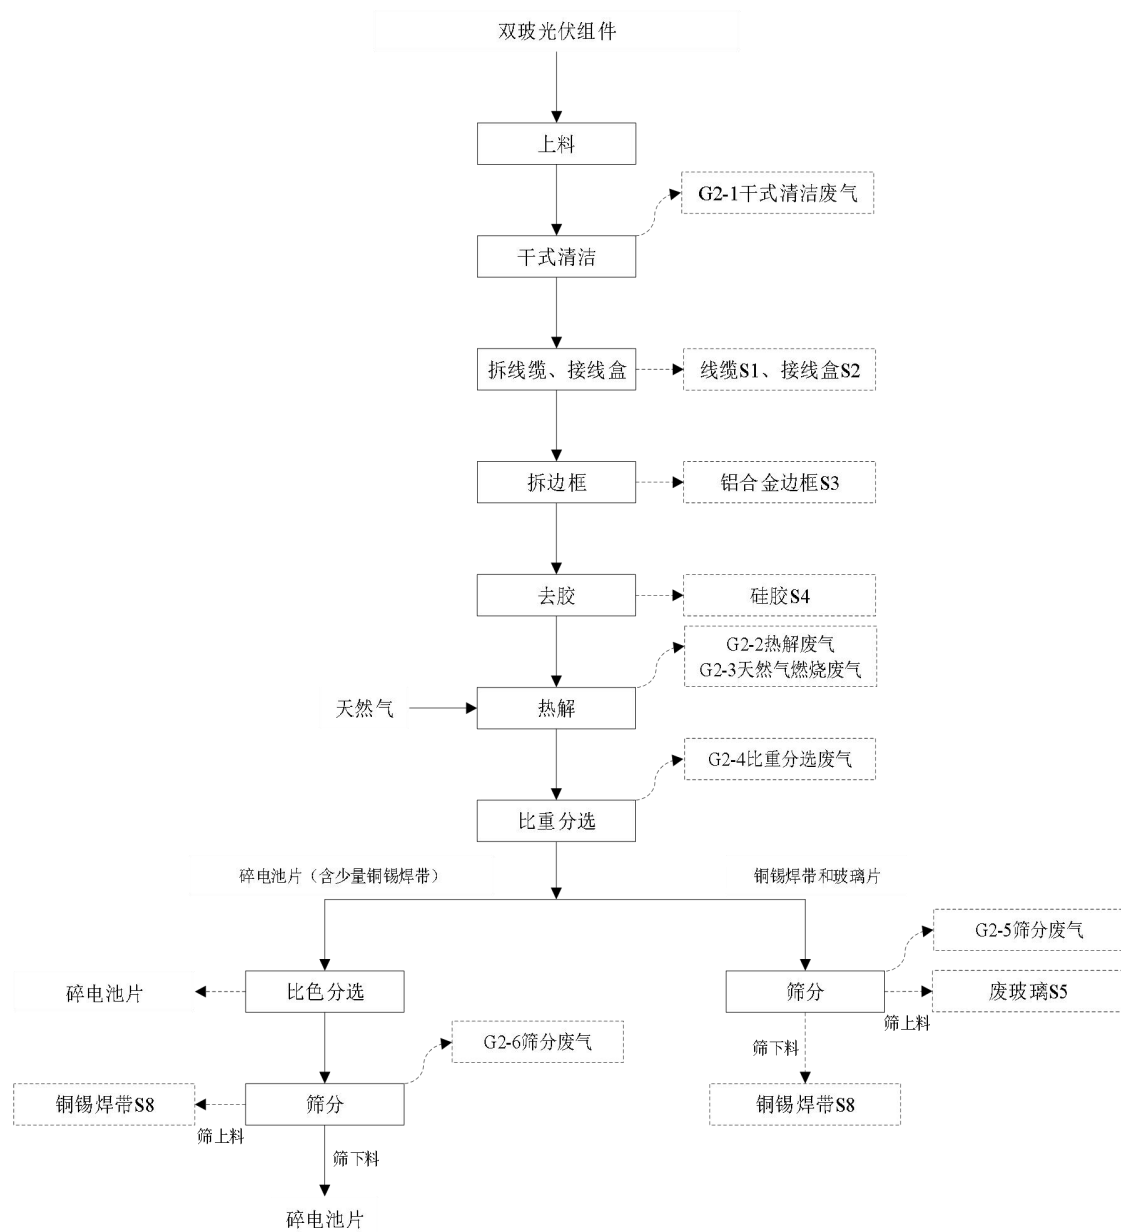 双玻光伏组件
上料
G2-1干式清洁废气
干式清洁
拆线缆、接线盒
线缆S1、接线盒S2
拆边框
铝合金边框S3
去胶
硅胶S4
G2-2热解废气
G2-3天然气燃烧废气
天然气
热解
G2-4比重分选废气
比重分选
碎电池片（含少量铜锡焊带）
铜锡焊带和玻璃片
G2-5筛分废气
碎电池片
比色分选
筛分
废玻璃S5
筛上料
G2-6筛分废气
筛下料
铜锡焊带S8
筛分
铜锡焊带S8
筛上料
筛下料
碎电池片